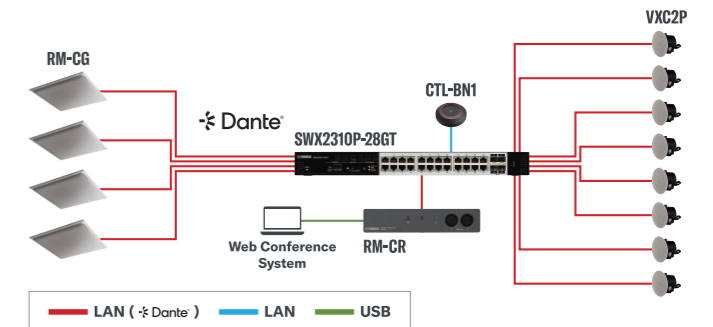 VXC2P
RM-CG
CTL-BN1
Dante®
SWX2310P-28GT
Web Conference
System
RM-CR
LAN ( Dante® )
LAN
USB